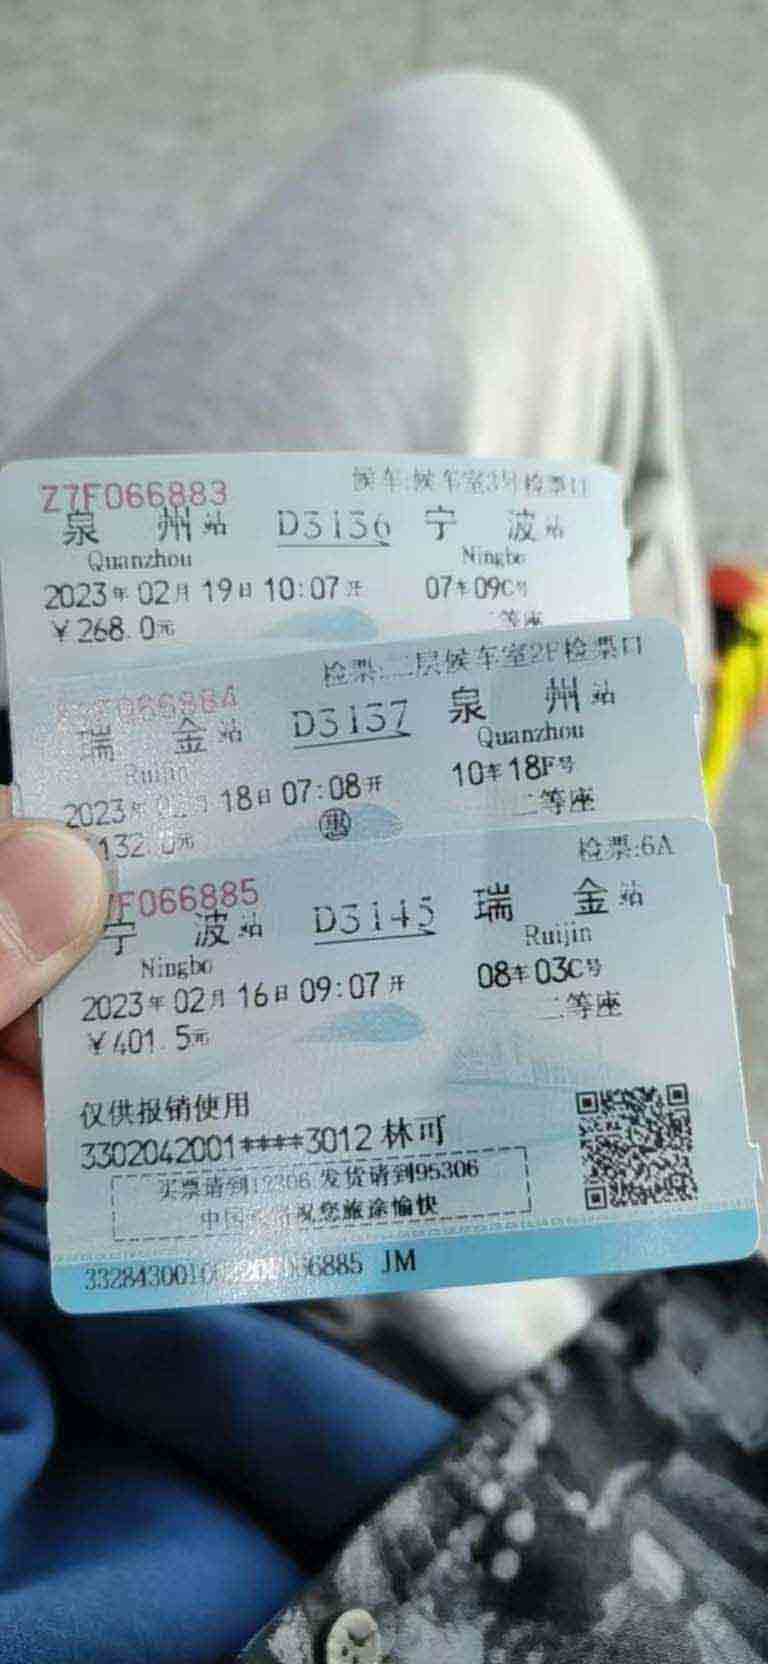 Z7F066883
候车:候车室3号检票口
泉州站 D3136 宁波站
Quanzhou Ningbo
2023年02月19日10:07开 07车09C号
￥268.0元 二等座
检票:二层候车室2F检票口
066884
瑞金站 D3137 泉州站
Ruijin Quanzhou
2023年 月18日07:08开 10车18F号
惠 二等座
132.0元
检票:6A
7F066885
宁波站 D3145 瑞金站
Ningbo Ruijin
2023年02月16日09:07开 08车03C号
￥401.5元 二等座
仅供报销使用
3302042001****3012 林可
买票请到12306 发货请到95306
中国铁路祝您旅途愉快
6885 JM